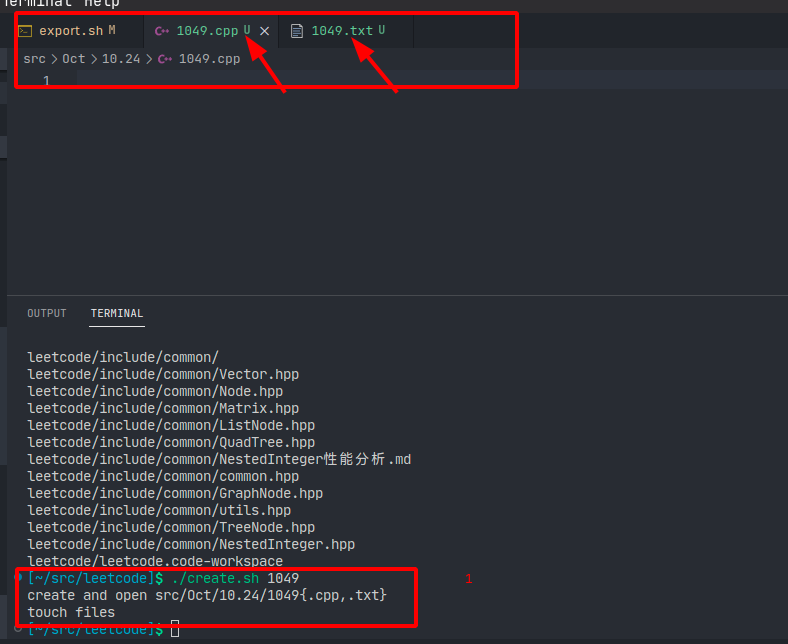 Terminal Help
export.sh M
1049.cpp U
1049.txt U
src > Oct > 10.24 > 1049.cpp
1
OUTPUT TERMINAL
leetcode/include/common/
leetcode/include/common/Vector.hpp
leetcode/include/common/Node.hpp
leetcode/include/common/Matrix.hpp
leetcode/include/common/ListNode.hpp
leetcode/include/common/QuadTree.hpp
leetcode/include/common/NestedInteger性能分析.md
leetcode/include/common/common.hpp
leetcode/include/common/GraphNode.hpp
leetcode/include/common/utils.hpp
leetcode/include/common/TreeNode.hpp
leetcode/include/common/NestedInteger.hpp
leetcode/leetcode.code-workspace
[~/src/leetcode]$ ./create.sh 1049
1
create and open src/Oct/10.24/1049{.cpp,.txt}
touch files
[~/src/leetcode]$